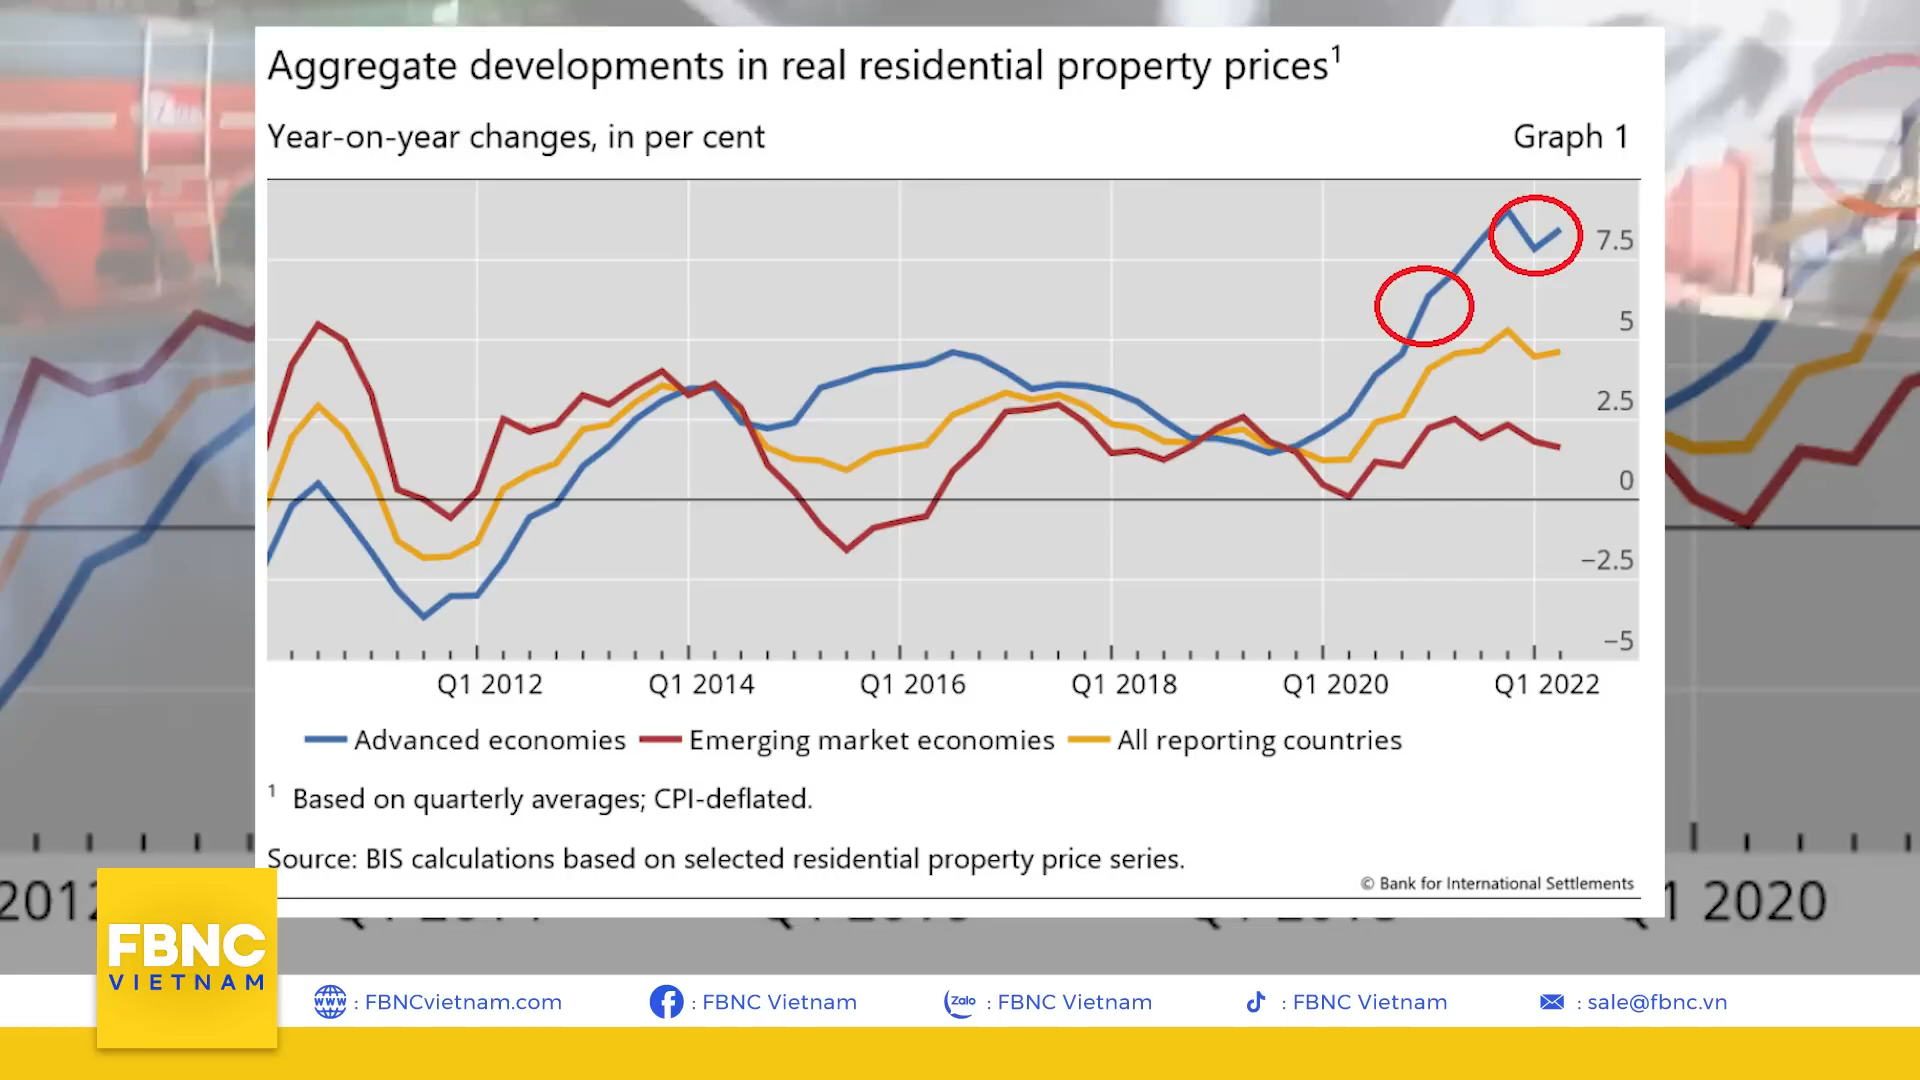 Aggregate developments in real residential property prices¹
Year-on-year changes, in per cent
Graph 1
7.5
5
2.5
0
−2.5
−5
Q1 2012 Q1 2014 Q1 2016 Q1 2018 Q1 2020 Q1 2022
Advanced economies Emerging market economies All reporting countries
¹ Based on quarterly averages; CPI-deflated.
Source: BIS calculations based on selected residential property price series.
© Bank for International Settlements
1 2020
FBNC
VIETNAM
www : FBNCvietnam.com
: FBNC Vietnam
Zalo : FBNC Vietnam
: FBNC Vietnam
: sale@fbnc.vn